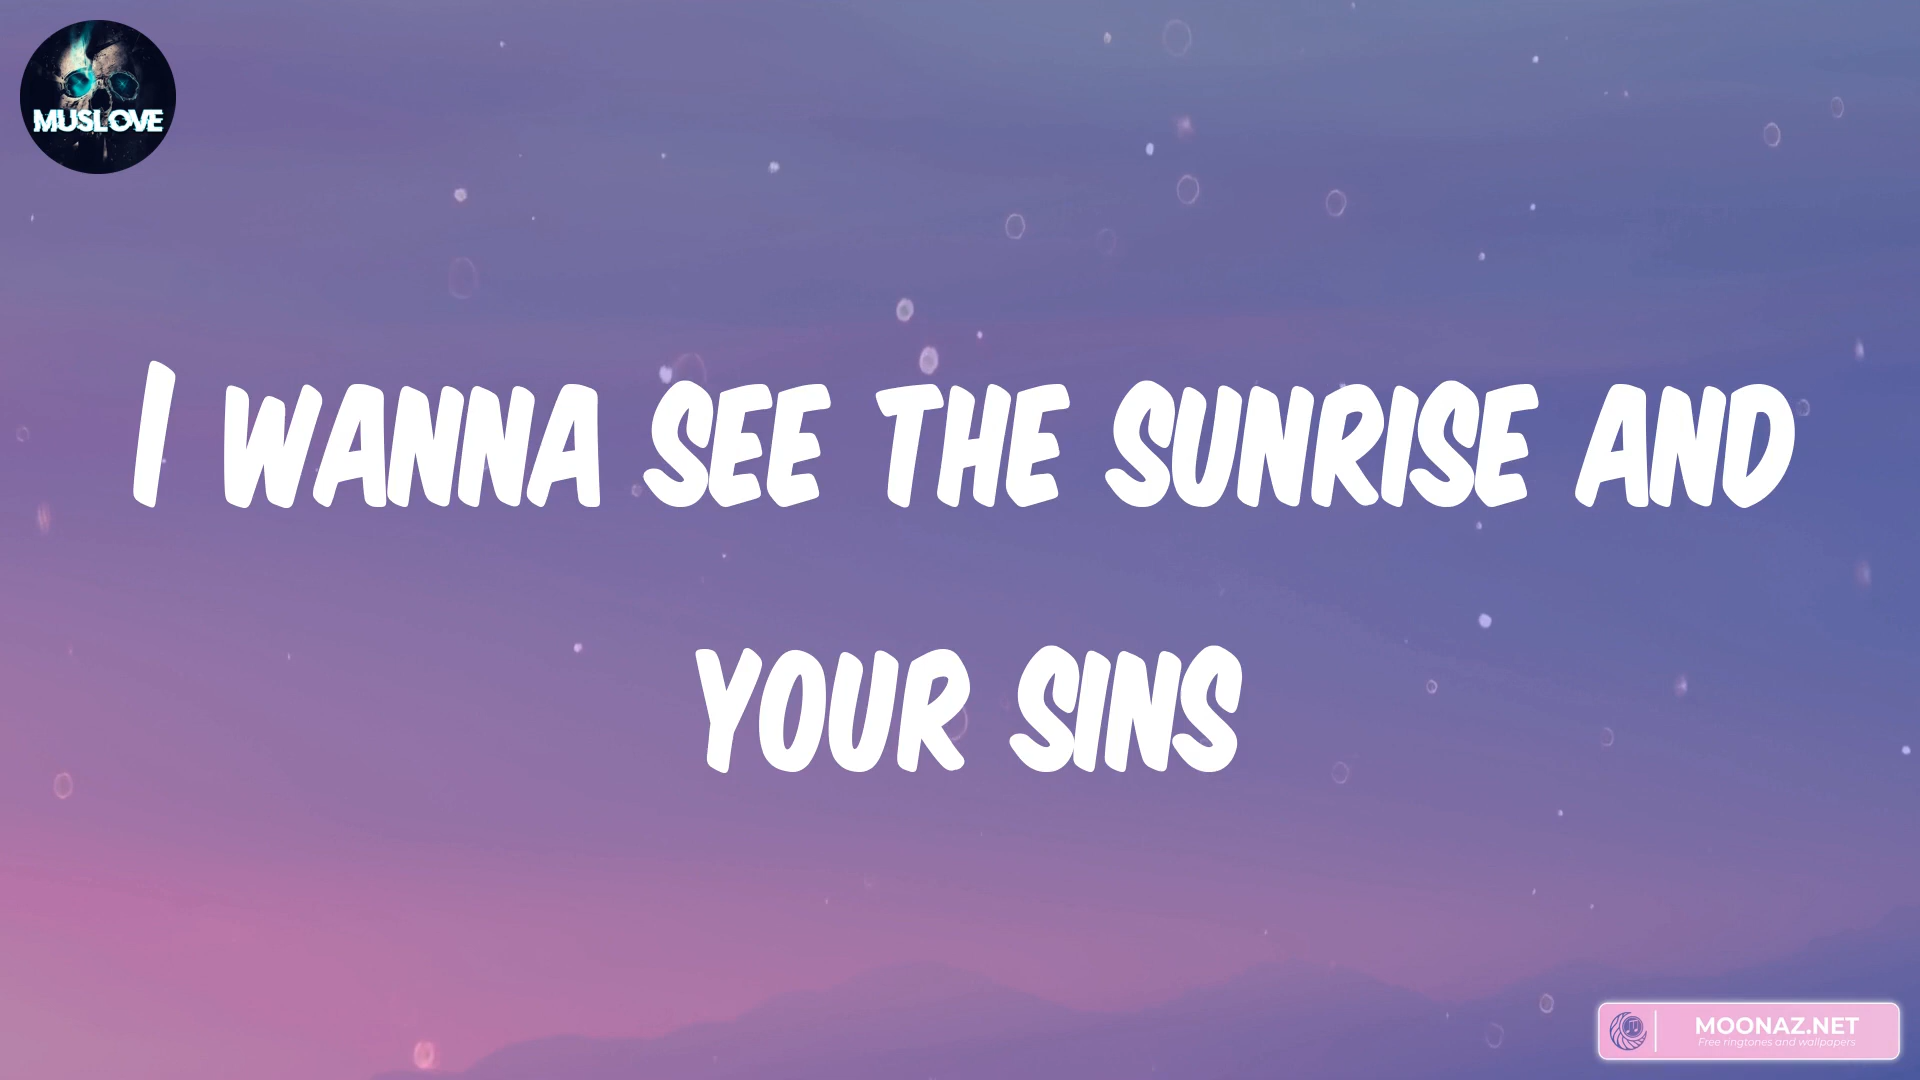 MUSLOVE
I WANNA SEE THE SUNRISE AND
YOUR SINS
MOONAZ.NET
Free ringtones and wallpapers